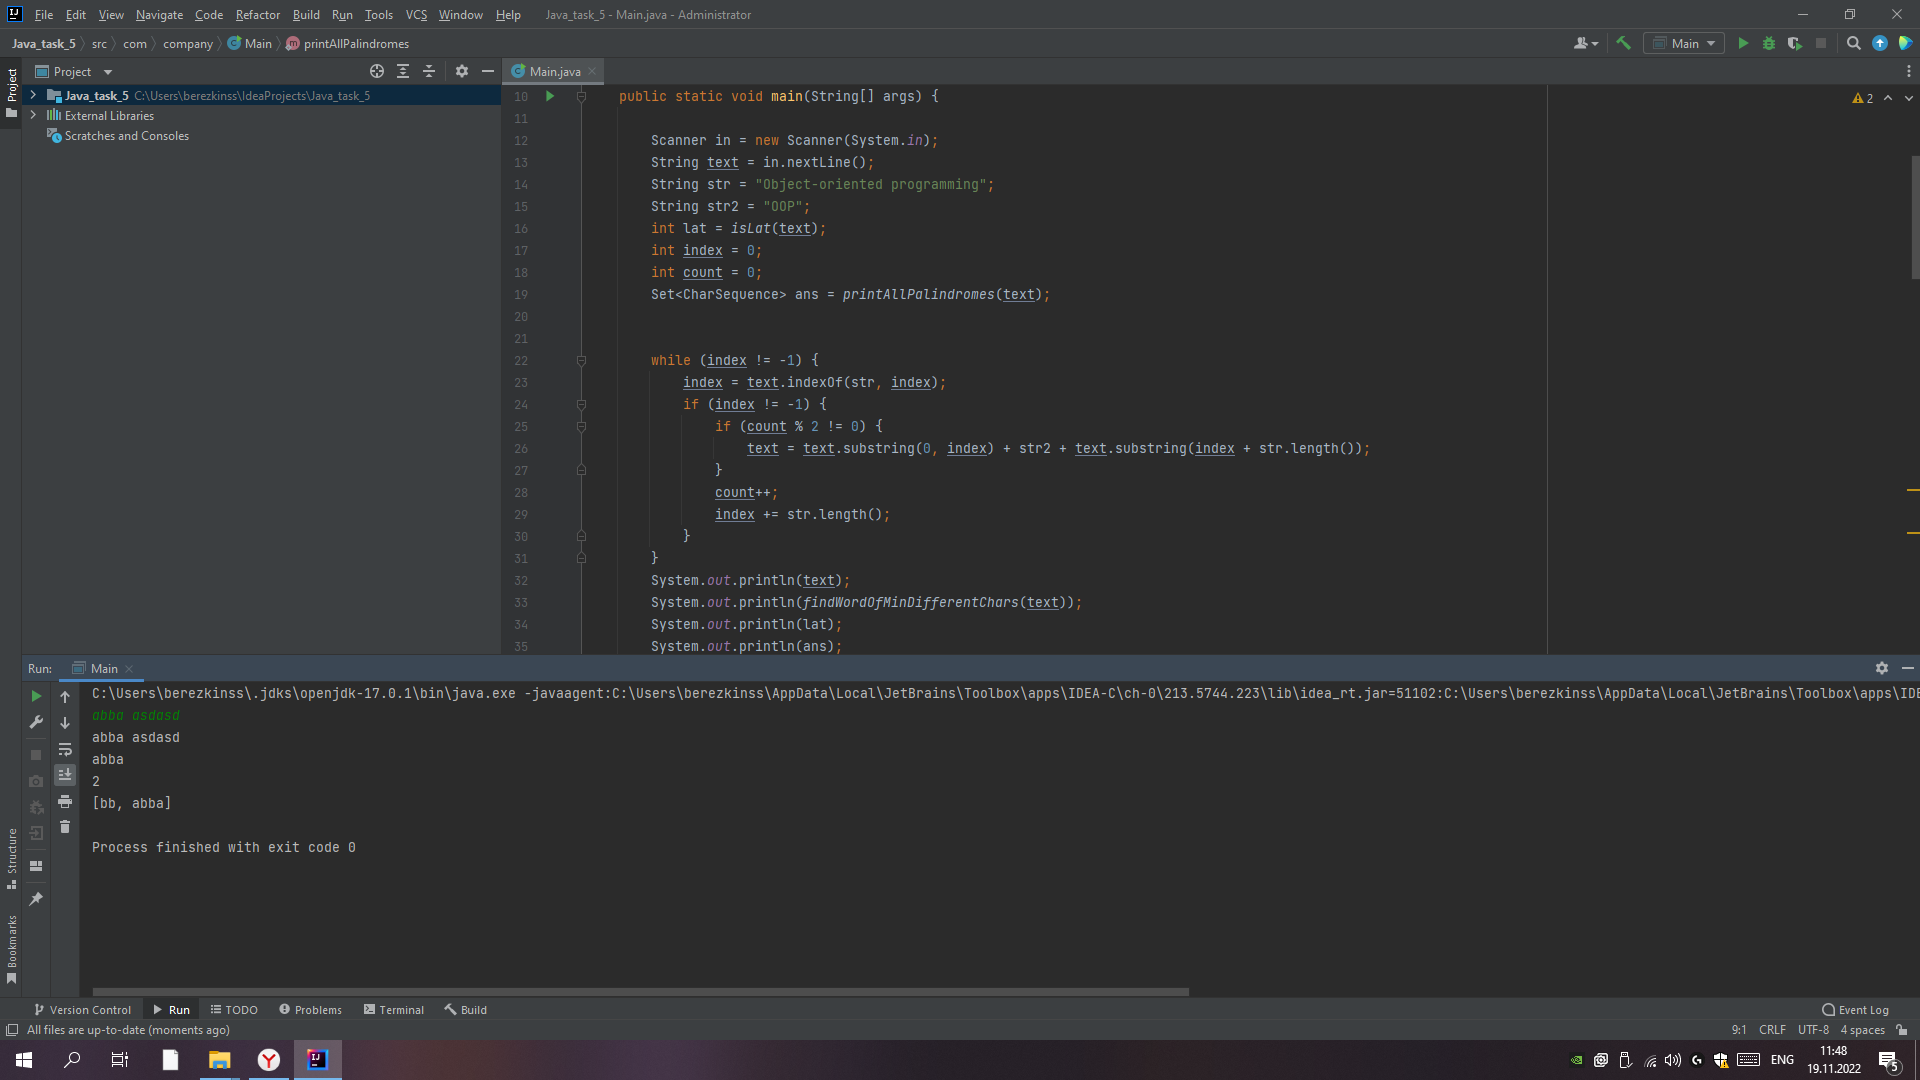 File Edit View Navigate Code Refactor Build Run Tools VCS Window Help Java_task_5 - Main.java - Administrator
Java_task_5 src com company Main printAllPalindromes Main
Project Project Main.java
Java_task_5 C:\Users\berezkinss\IdeaProjects\Java_task_5
External Libraries
Scratches and Consoles
2
10 public static void main(String[] args) {
11
12 Scanner in = new Scanner(System.in);
13 String text = in.nextLine();
14 String str = "Object-oriented programming";
15 String str2 = "OOP";
16 int lat = isLat(text);
17 int index = 0;
18 int count = 0;
19 Set<CharSequence> ans = printAllPalindromes(text);
20
21
22 while (index != -1) {
23 index = text.indexOf(str, index);
24 if (index != -1) {
25 if (count % 2 != 0) {
26 text = text.substring(0, index) + str2 + text.substring(index + str.length());
27 }
28 count++;
29 index += str.length();
30 }
31 }
32 System.out.println(text);
33 System.out.println(findWordOfMinDifferentChars(text));
34 System.out.println(lat);
35 System.out.println(ans);
Run: Main
C:\Users\berezkinss\.jdks\openjdk-17.0.1\bin\java.exe -javaagent:C:\Users\berezkinss\AppData\Local\JetBrains\Toolbox\apps\IDEA-C\ch-0\213.5744.223\lib\idea_rt.jar=51102:C:\Users\berezkinss\AppData\Local\JetBrains\Toolbox\apps\IDE
abba asdasd
abba asdasd
abba
2
[bb, abba]
Process finished with exit code 0
Structure
Bookmarks
Version Control Run TODO Problems Terminal Build Event Log
All files are up-to-date (moments ago) 9:1 CRLF UTF-8 4 spaces
ENG 11:48
19.11.2022 5